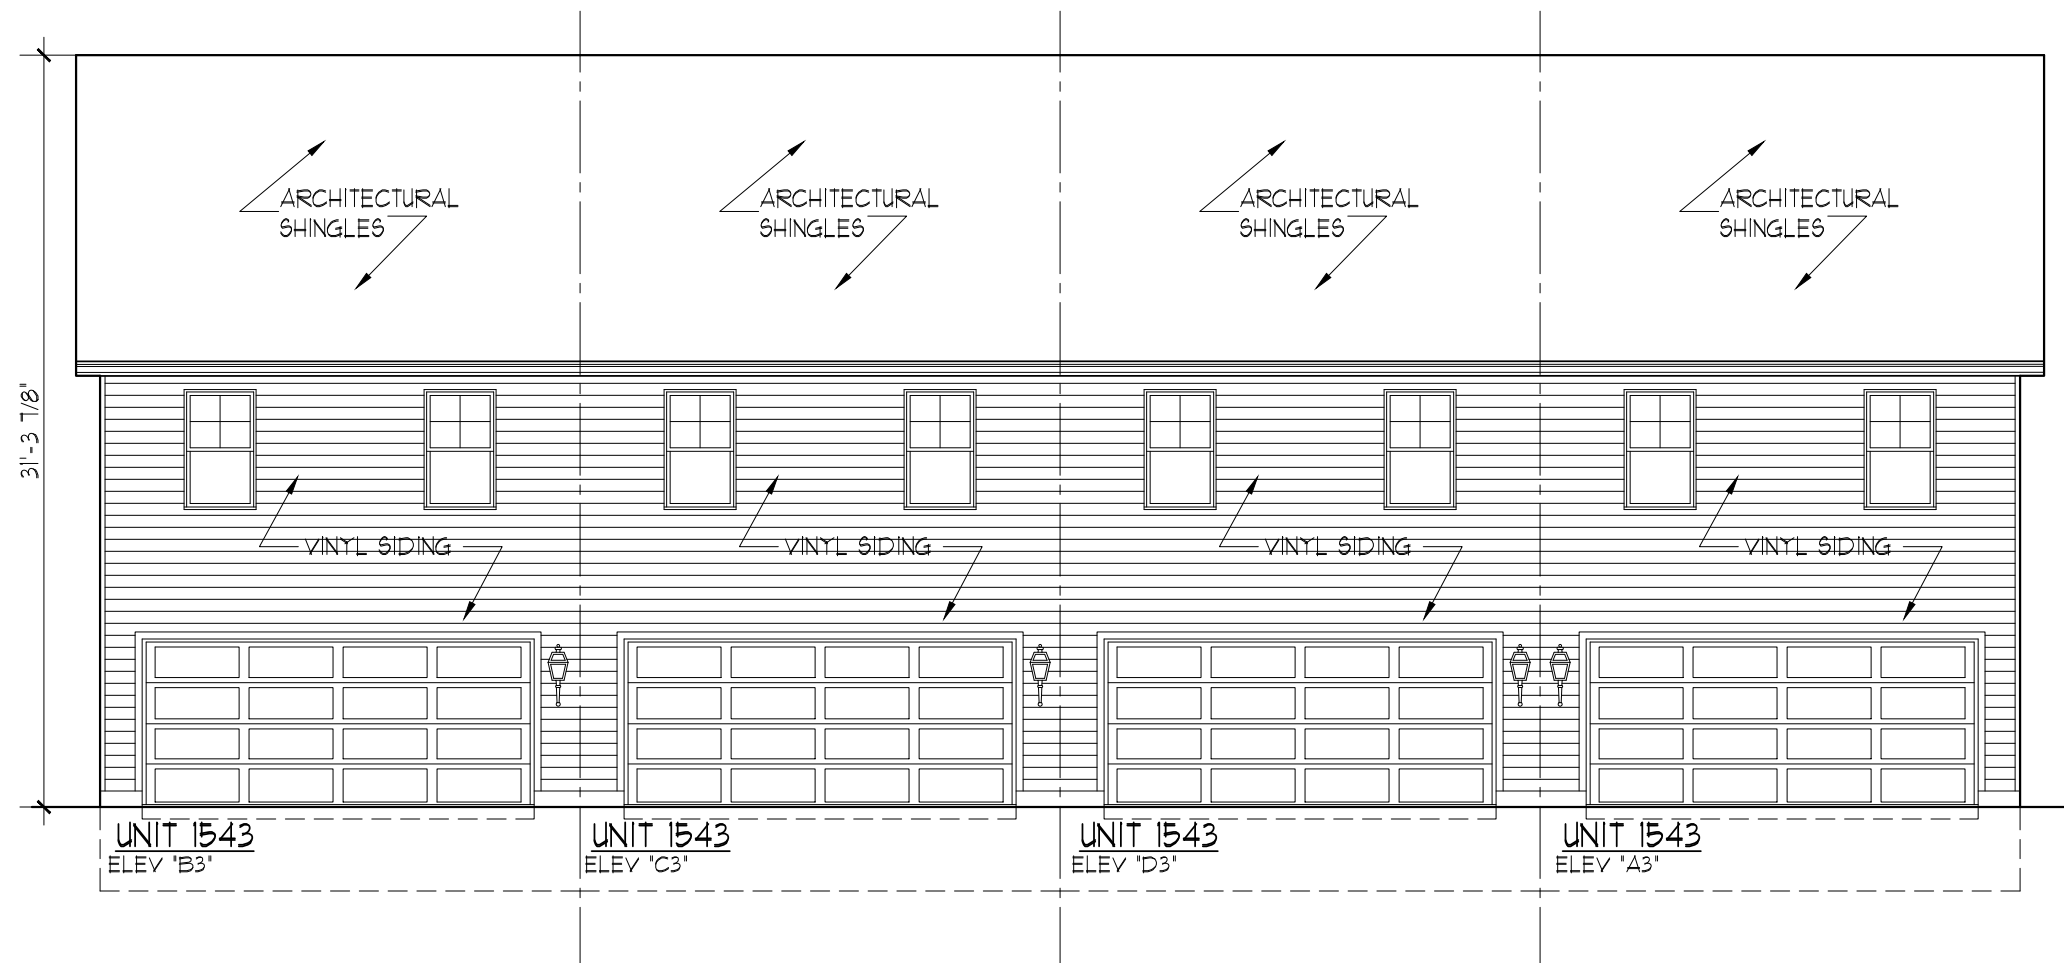 ARCHITECTURAL
SHINGLES
ARCHITECTURAL
SHINGLES
ARCHITECTURAL
SHINGLES
ARCHITECTURAL
SHINGLES
31'-3 7/8"
VINYL SIDING
VINYL SIDING
VINYL SIDING
VINYL SIDING
UNIT 1543
ELEV "B3"
UNIT 1543
ELEV "C3"
UNIT 1543
ELEV "D3"
UNIT 1543
ELEV "A3"